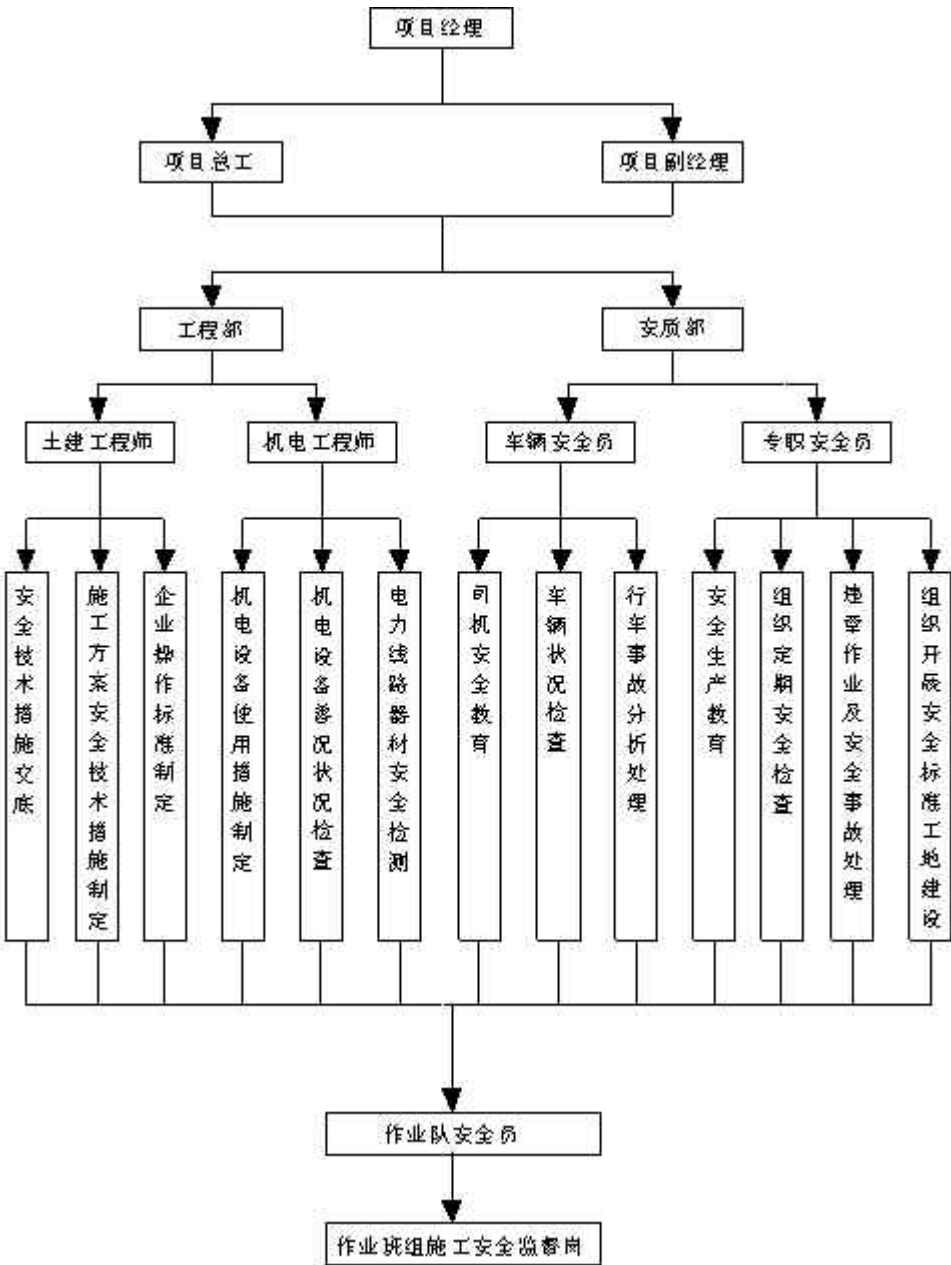 项目经理
项目总工
项目副经理
工程部
安质部
土建工程师
机电工程师
车辆安全员
专职安全员
安全技术措施交底
施工方案安全技术措施制定
企业操作标准制定
机电设备使用措施制定
机电设备善况状况检查
电力线路器材安全检测
司机安全教育
车辆状况检查
行车事故分析处理
安全生产教育
组织定期安全检查
违章作业及安全事故处理
组织开展安全标准工地建设
作业队安全员
作业班组施工安全监督岗